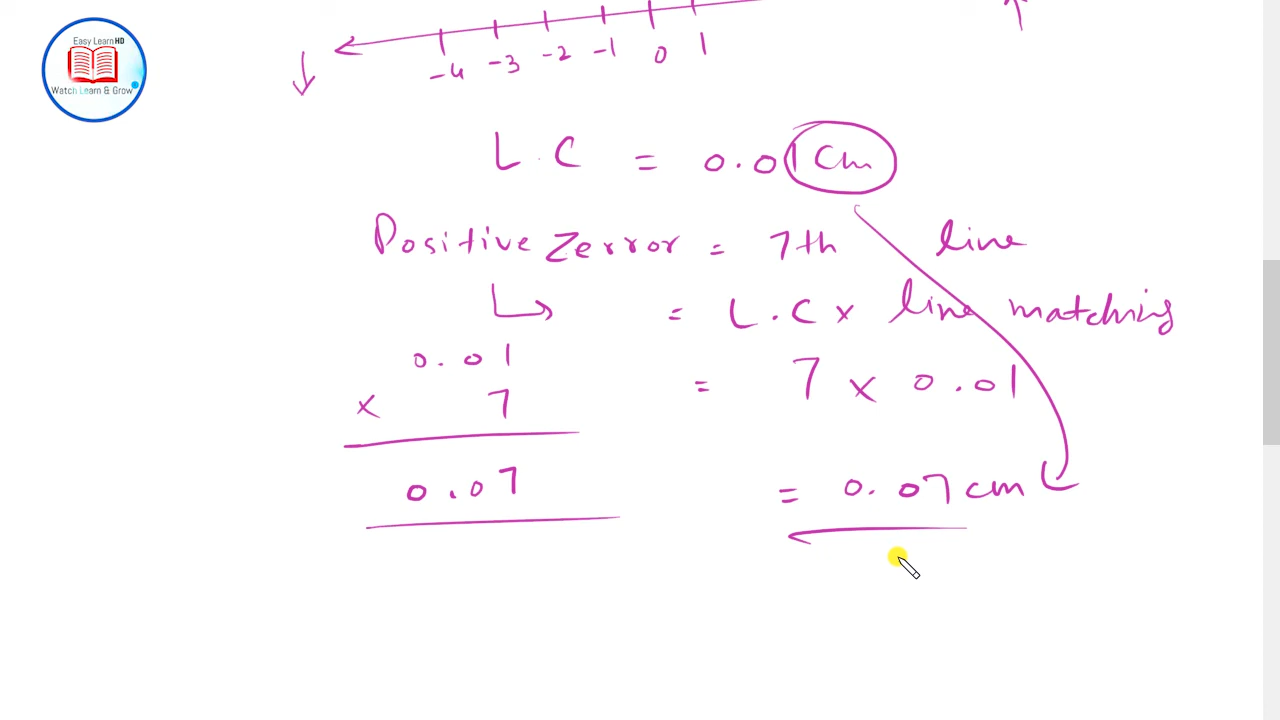 Easy Learn HD
Watch Learn & Grow
-4 -3 -2 -1 0 1
L.C = 0.01 cm
Positive Zerror = 7th line
= L.C x line matching
0.01
x 7
0.07
= 7 x 0.01
= 0.07 cm